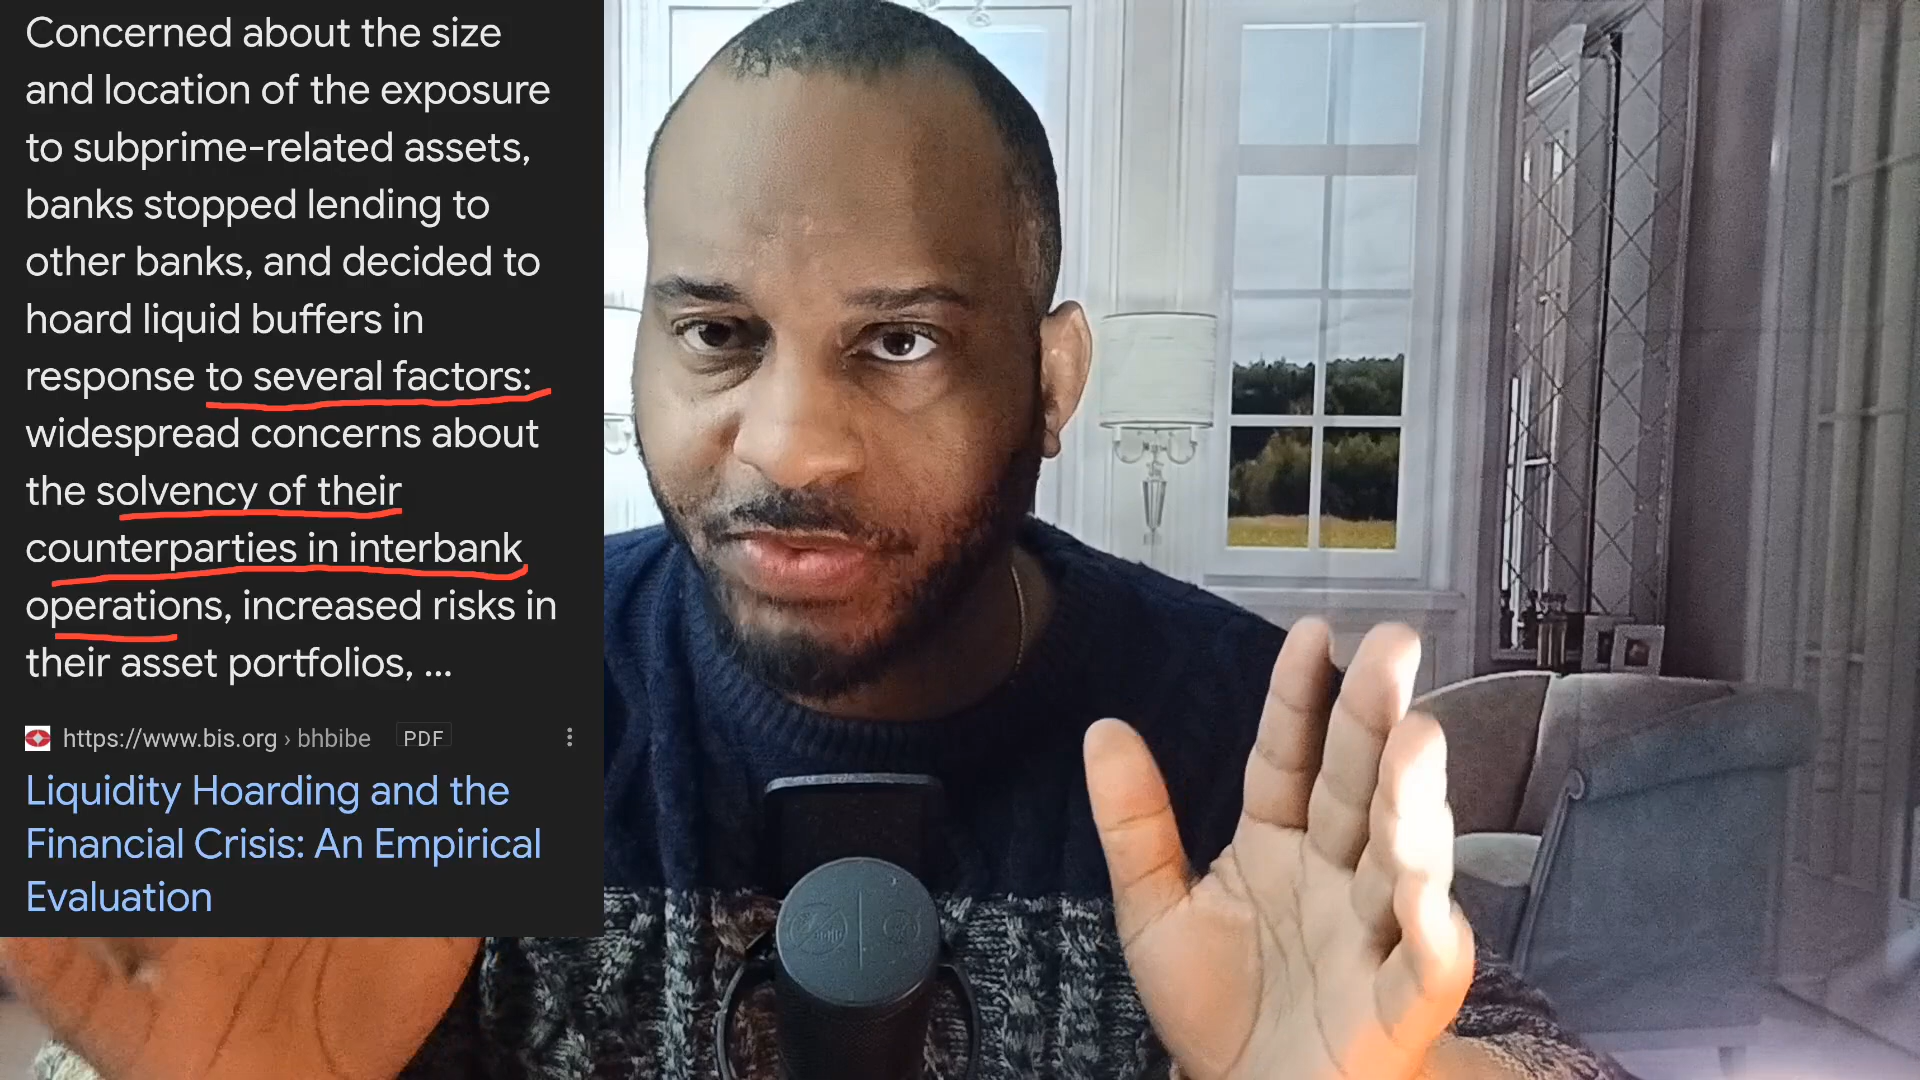 Concerned about the size
and location of the exposure
to subprime-related assets,
banks stopped lending to
other banks, and decided to
hoard liquid buffers in
response to several factors:
widespread concerns about
the solvency of their
counterparties in interbank
operations, increased risks in
their asset portfolios, ...
https://www.bis.org › bhbibe PDF
Liquidity Hoarding and the
Financial Crisis: An Empirical
Evaluation